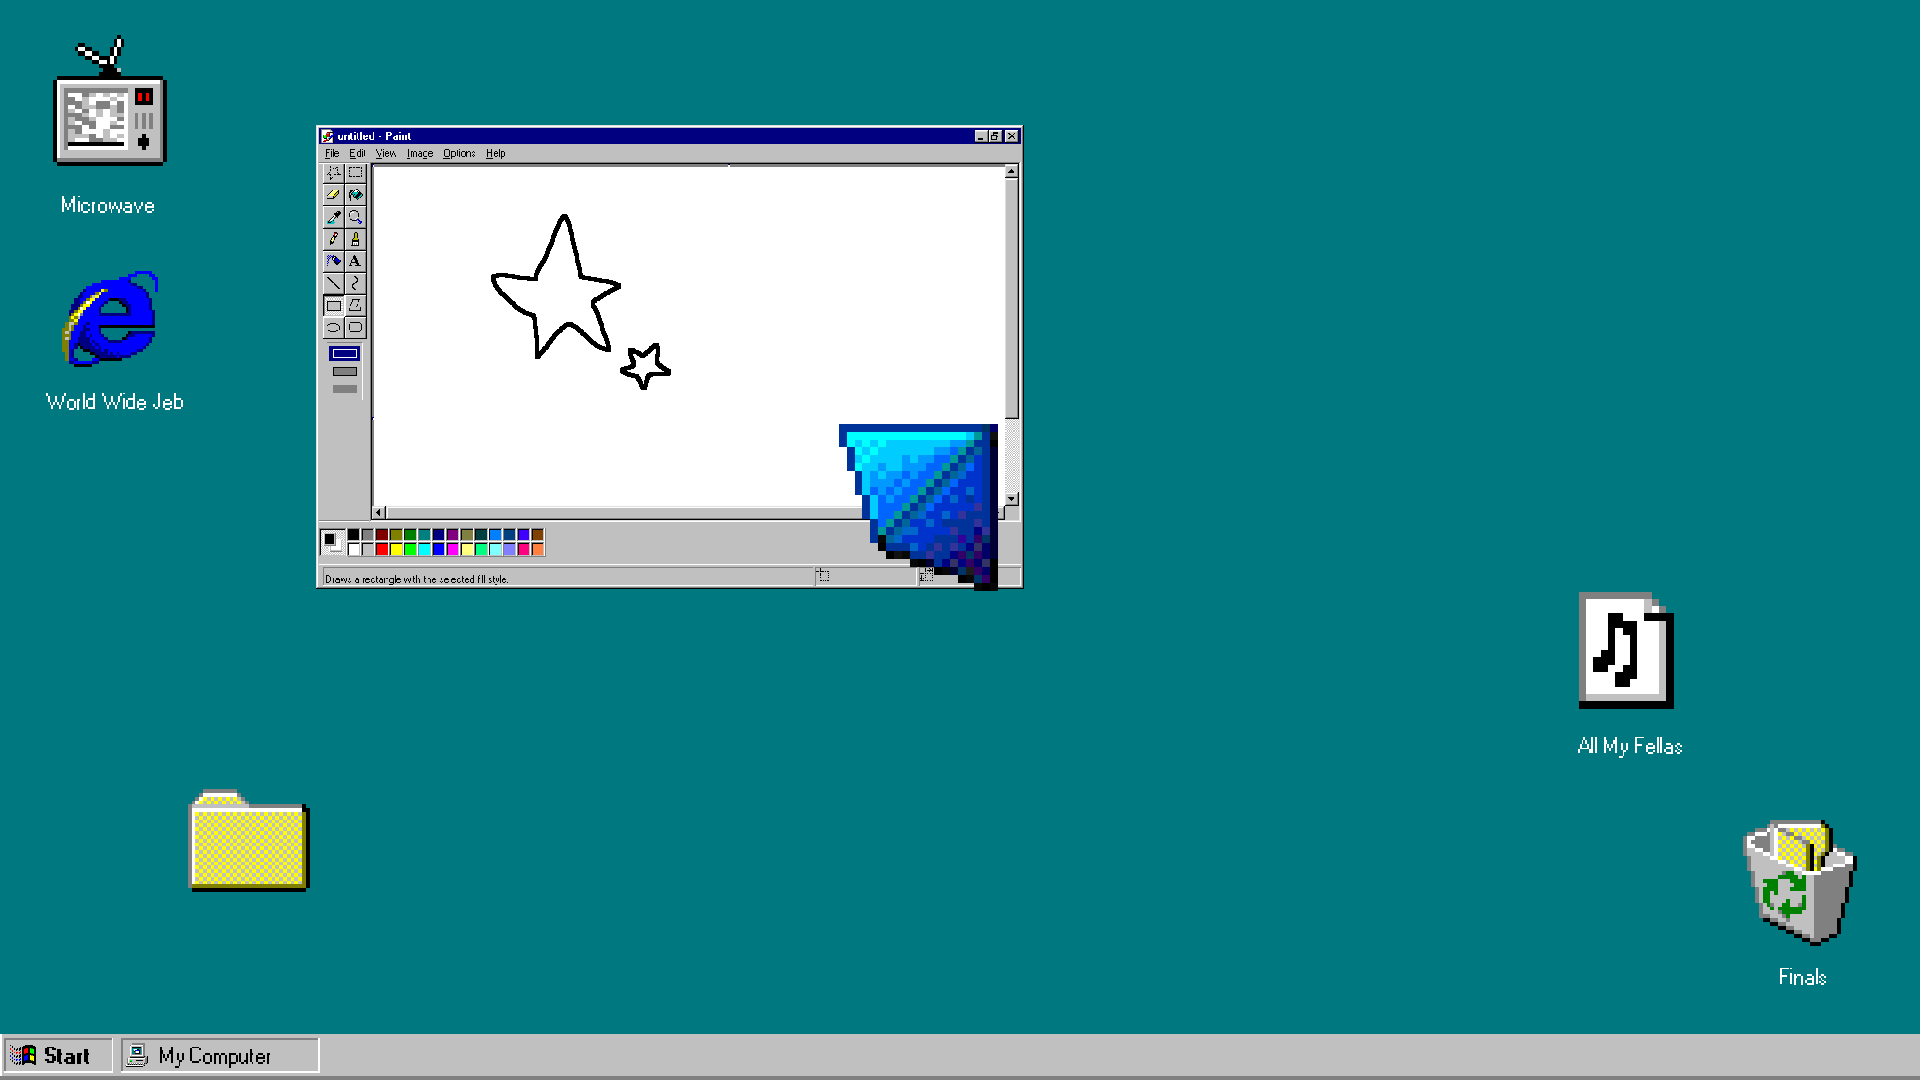 Microwave
World Wide Jeb
untitled - Paint
File Edit View Image Options Help
A
Draws a rectangle with the selected fill style.
All My Fellas
Finals
Start
My Computer